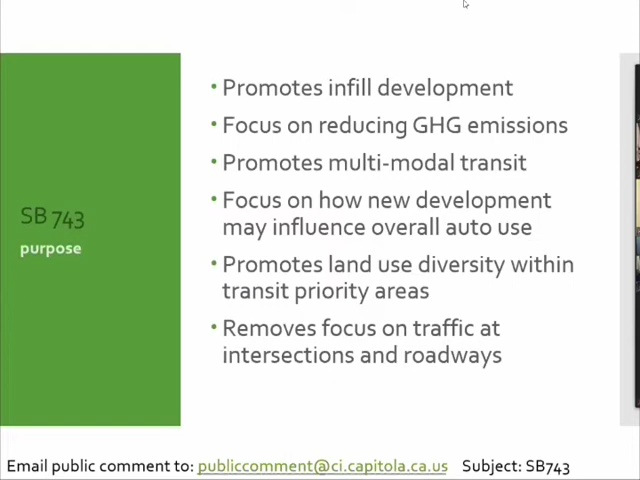 SB 743
purpose
• Promotes infill development
• Focus on reducing GHG emissions
• Promotes multi-modal transit
• Focus on how new development
may influence overall auto use
• Promotes land use diversity within
transit priority areas
• Removes focus on traffic at
intersections and roadways
Email public comment to: publiccomment@ci.capitola.ca.us Subject: SB743